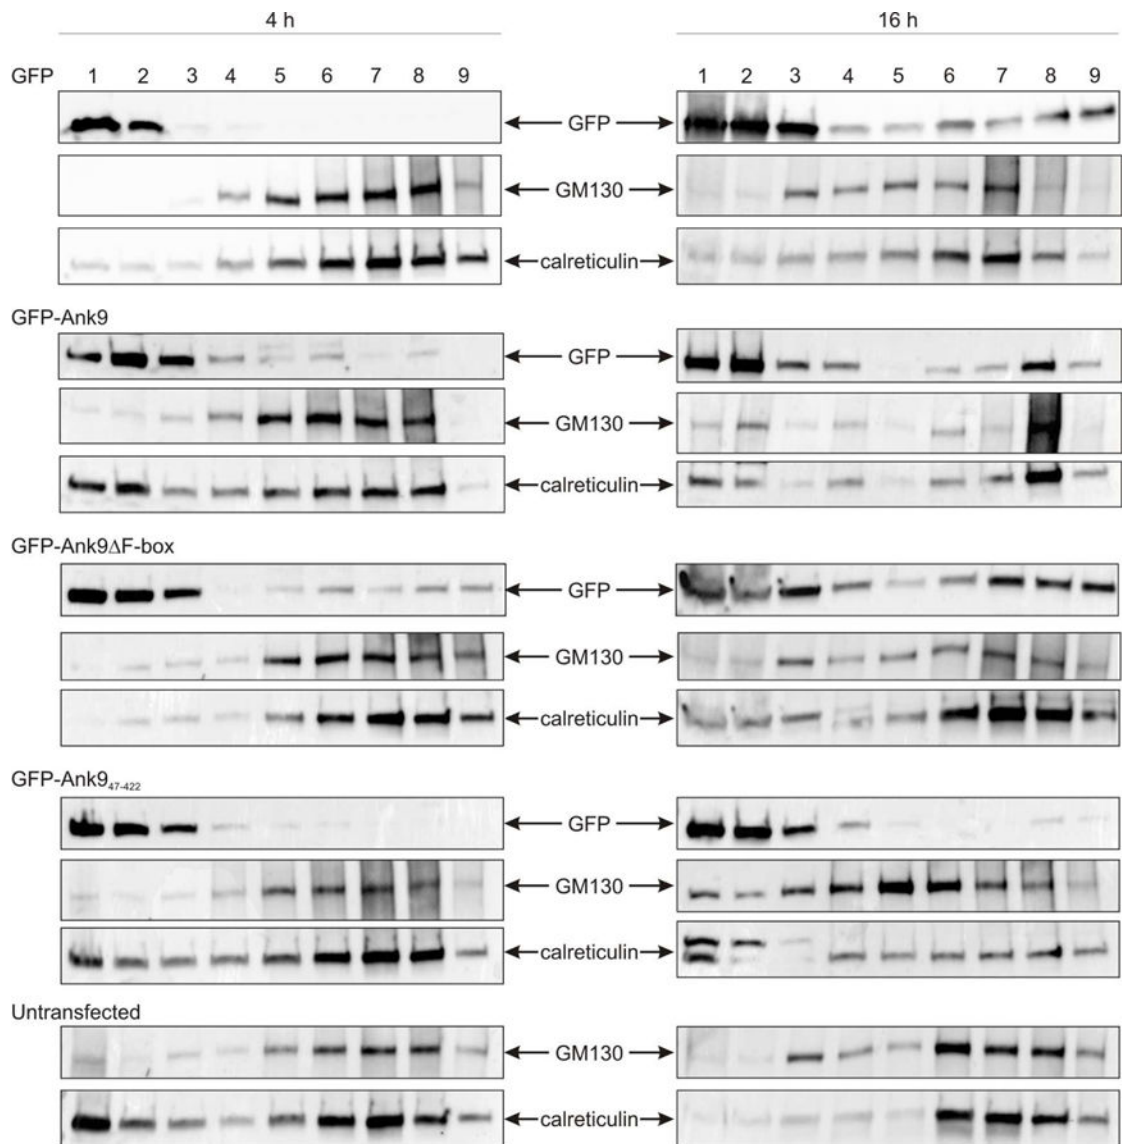 4 h 16 h
GFP 1 2 3 4 5 6 7 8 9 1 2 3 4 5 6 7 8 9
GFP
GM130
calreticulin
GFP-Ank9
GFP
GM130
calreticulin
GFP-Ank9ΔF-box
GFP
GM130
calreticulin
GFP-Ank9₄₇₋₄₂₂
GFP
GM130
calreticulin
Untransfected
GM130
calreticulin